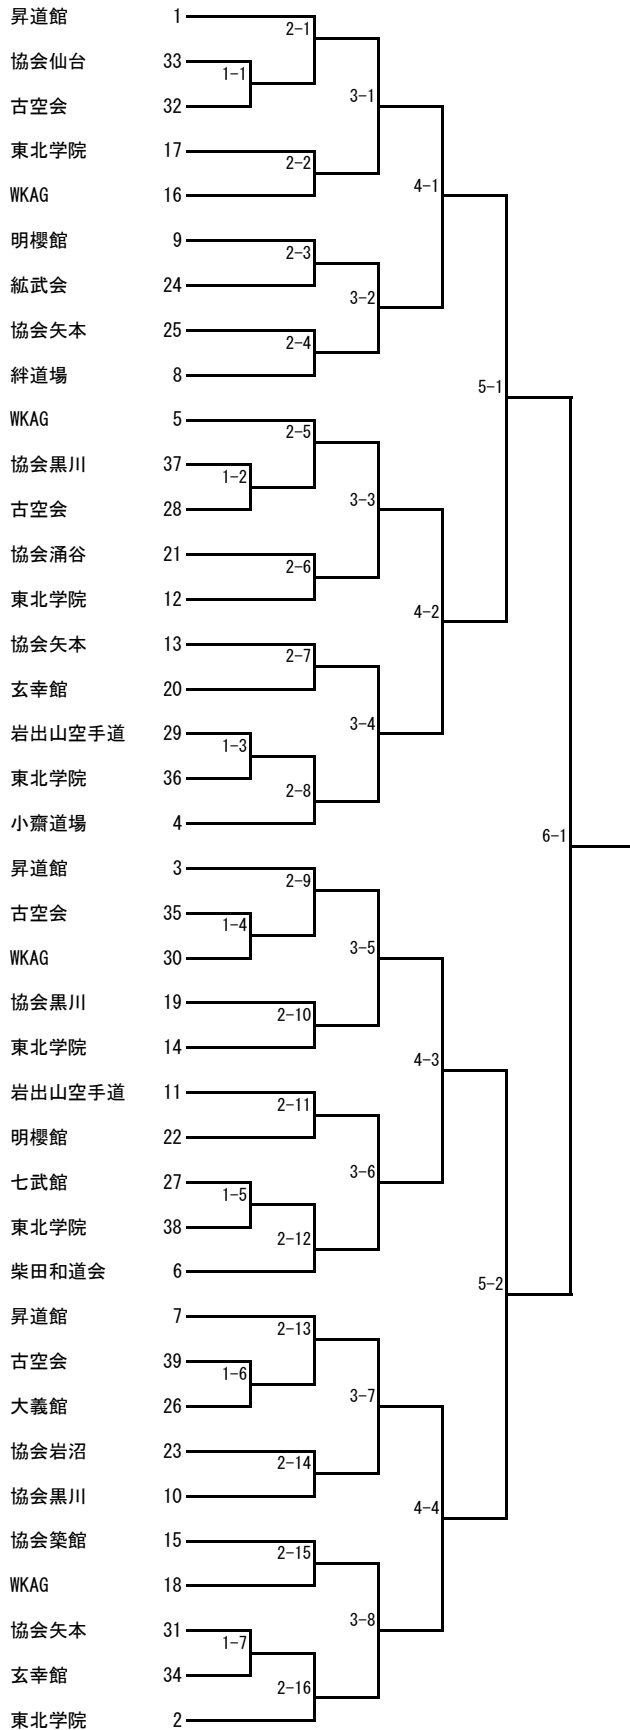 昇道館 1
2-1
協会仙台 33
1-1
3-1
古空会 32
東北学院 17
2-2
4-1
WKAG 16
明櫻館 9
2-3
紘武会 24
3-2
協会矢本 25
2-4
絆道場 8
5-1
WKAG 5
2-5
協会黒川 37
1-2
3-3
古空会 28
協会涌谷 21
2-6
東北学院 12
4-2
協会矢本 13
2-7
玄幸館 20
3-4
岩出山空手道 29
1-3
東北学院 36
2-8
小齋道場 4
6-1
昇道館 3
2-9
古空会 35
1-4
3-5
WKAG 30
協会黒川 19
2-10
東北学院 14
4-3
岩出山空手道 11
2-11
明櫻館 22
3-6
七武館 27
1-5
東北学院 38
2-12
柴田和道会 6
5-2
昇道館 7
2-13
古空会 39
1-6
3-7
大義館 26
協会岩沼 23
2-14
協会黒川 10
4-4
協会築館 15
2-15
WKAG 18
3-8
協会矢本 31
1-7
玄幸館 34
2-16
東北学院 2